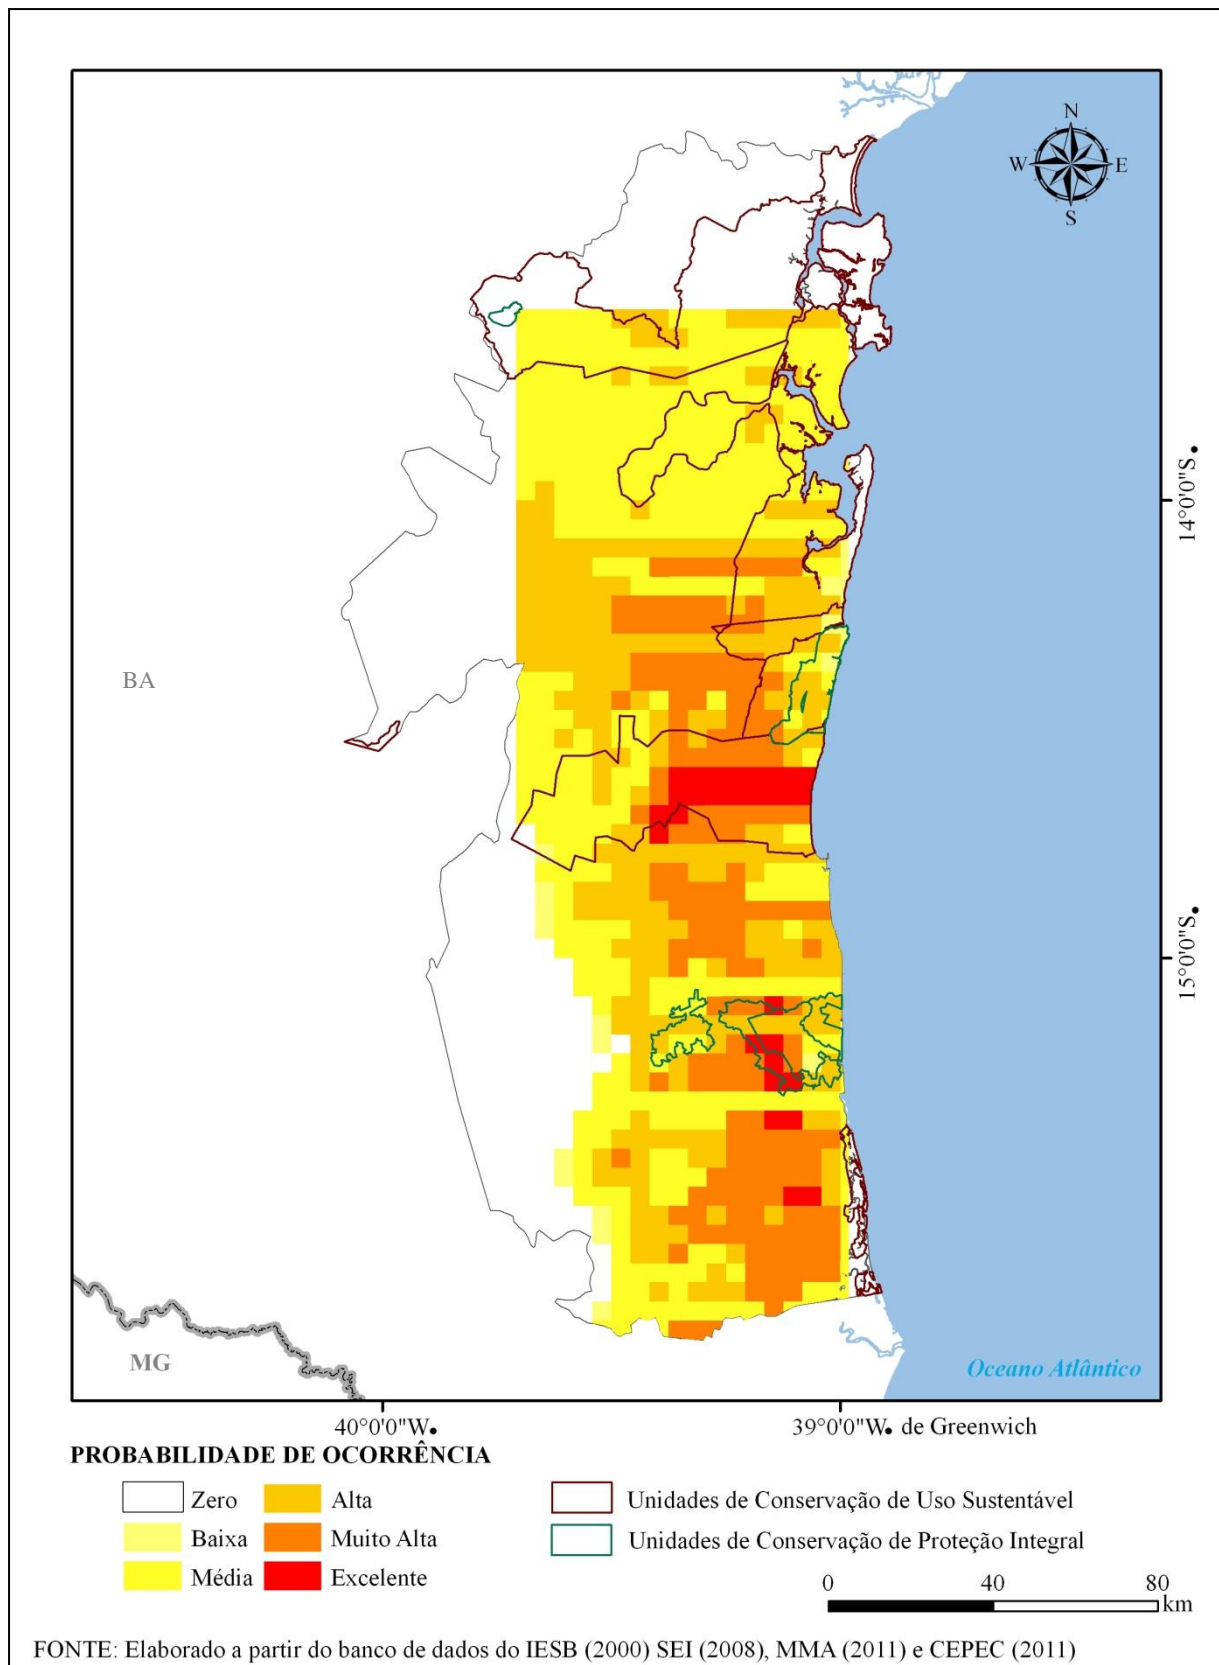 N
W E
S
14°0'0"S.
BA
15°0'0"S.
MG
Oceano Atlântico
40°0'0"W. 39°0'0"W. de Greenwich
PROBABILIDADE DE OCORRÊNCIA
Zero Alta Unidades de Conservação de Uso Sustentável
Baixa Muito Alta Unidades de Conservação de Proteção Integral
Média Excelente
0 40 80
km
FONTE: Elaborado a partir do banco de dados do IESB (2000) SEI (2008), MMA (2011) e CEPEC (2011)